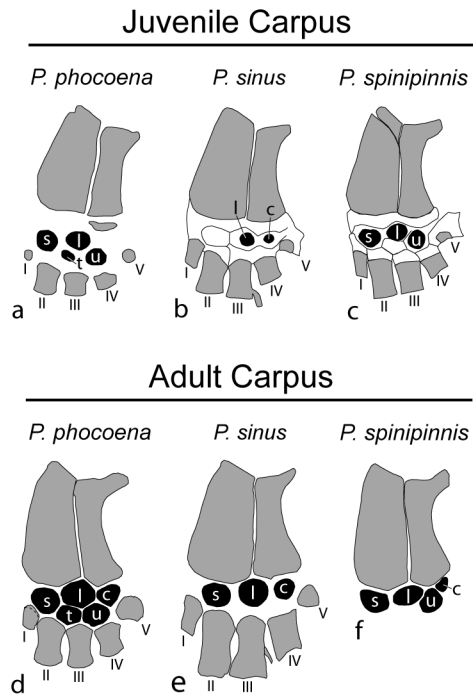 Juvenile Carpus
P. phocoena P. sinus P. spinipinnis
l c
s l s l u
t u
I V I V I V
II III IV II III IV II III IV
a b c
Adult Carpus
P. phocoena P. sinus P. spinipinnis
s l c s l c s l u c
t u
I V I V
II III IV II III IV
d e f